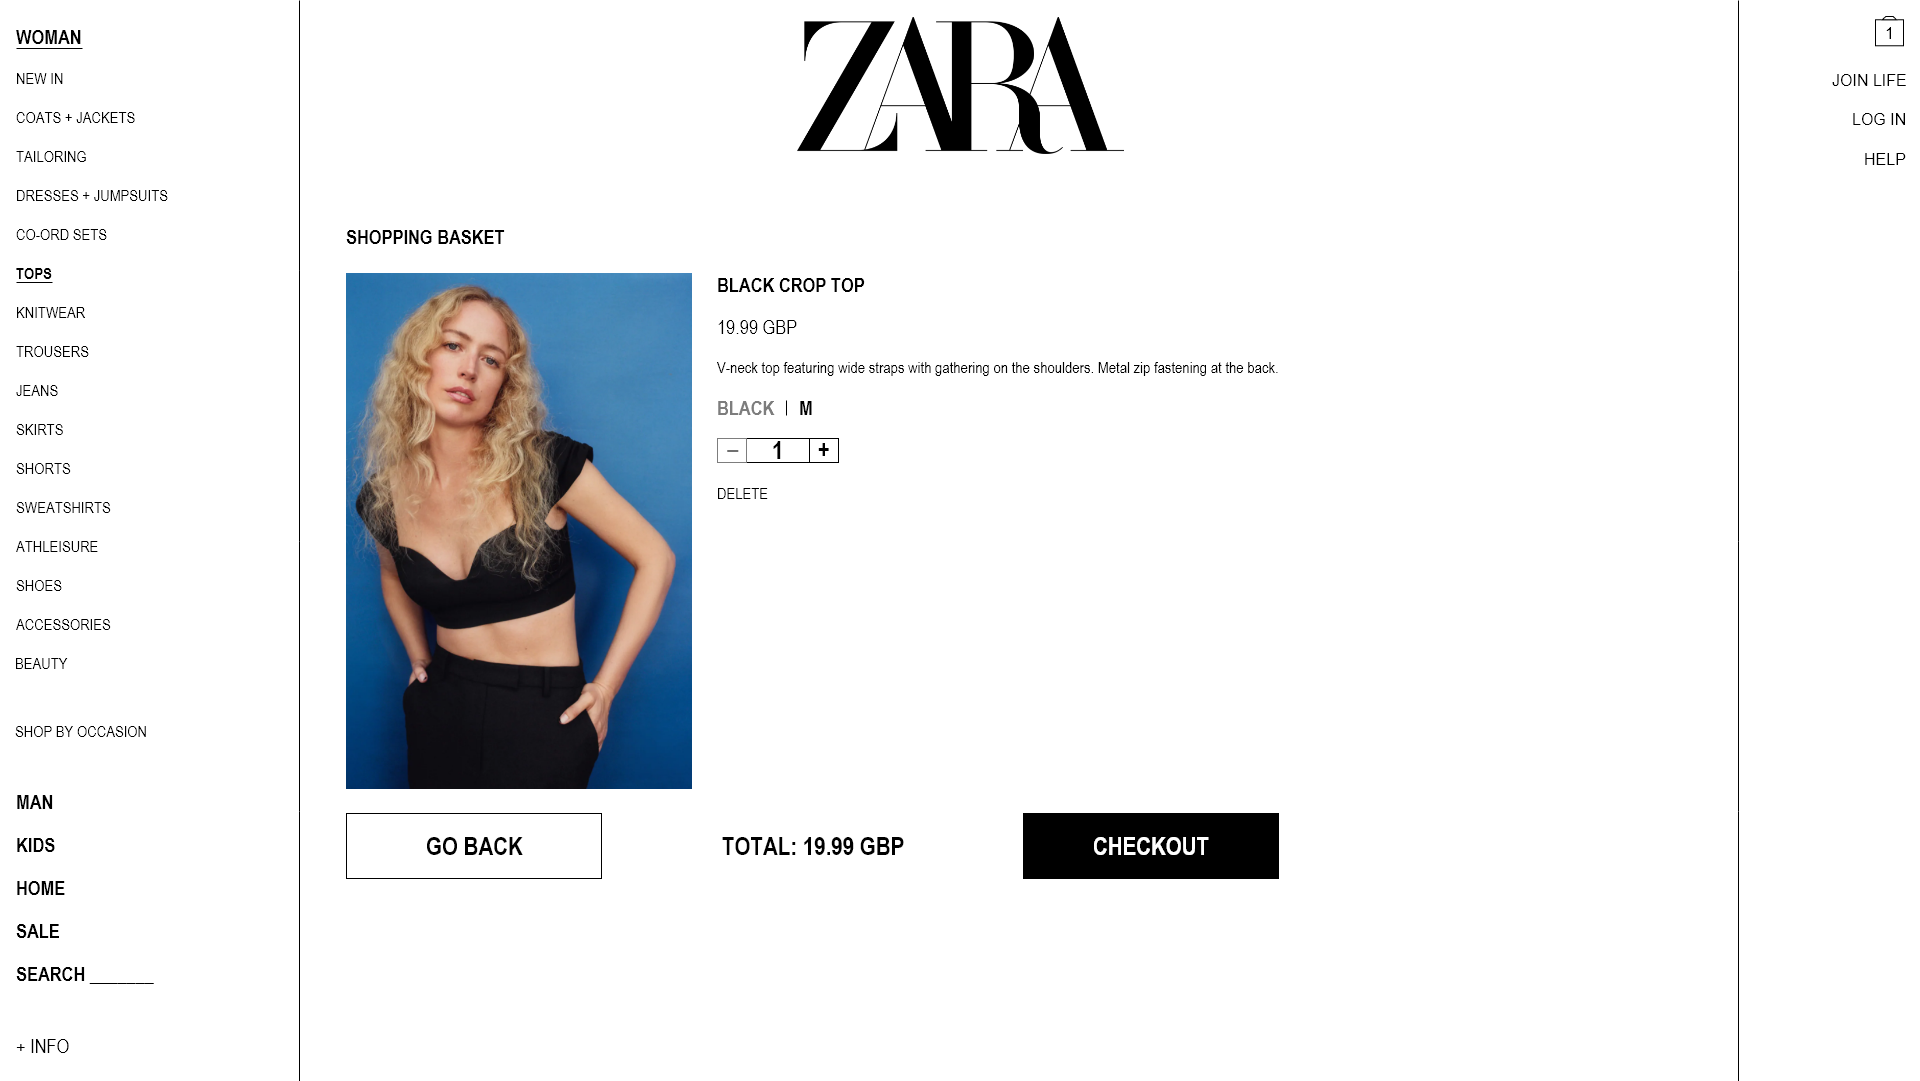 WOMAN
NEW IN
COATS + JACKETS
TAILORING
DRESSES + JUMPSUITS
CO-ORD SETS
TOPS
KNITWEAR
TROUSERS
JEANS
SKIRTS
SHORTS
SWEATSHIRTS
ATHLEISURE
SHOES
ACCESSORIES
BEAUTY
SHOP BY OCCASION
MAN
KIDS
HOME
SALE
SEARCH _______
+ INFO
ZARA
SHOPPING BASKET
BLACK CROP TOP
19.99 GBP
V-neck top featuring wide straps with gathering on the shoulders. Metal zip fastening at the back.
BLACK | M
– 1 +
DELETE
GO BACK
TOTAL: 19.99 GBP
CHECKOUT
1
JOIN LIFE
LOG IN
HELP